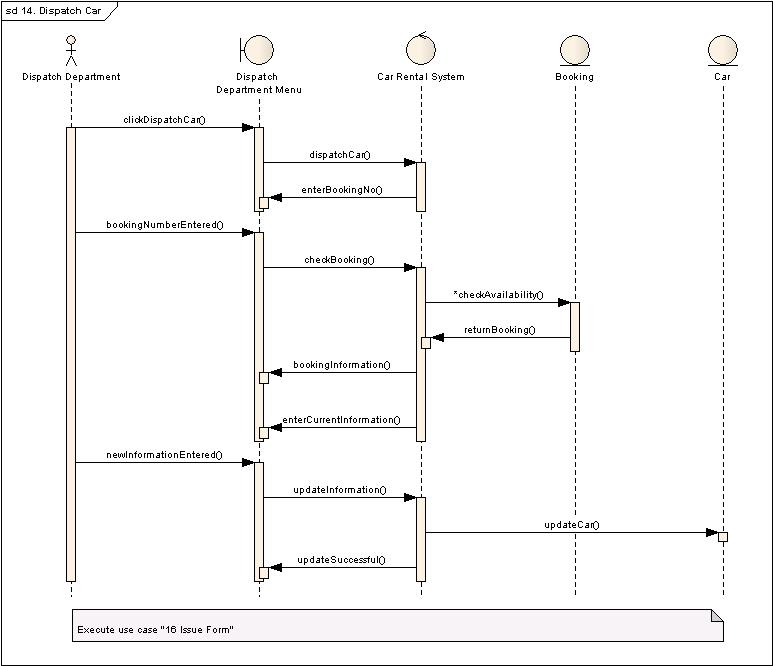 sd 14. Dispatch Car
Dispatch Department
Dispatch
Department Menu
Car Rental System
Booking
Car
clickDispatchCar()
dispatchCar()
enterBookingNo()
bookingNumberEntered()
checkBooking()
*checkAvailability()
returnBooking()
bookingInformation()
enterCurrentInformation()
newInformationEntered()
updateInformation()
updateCar()
updateSuccessful()
Execute use case "16 Issue Form"